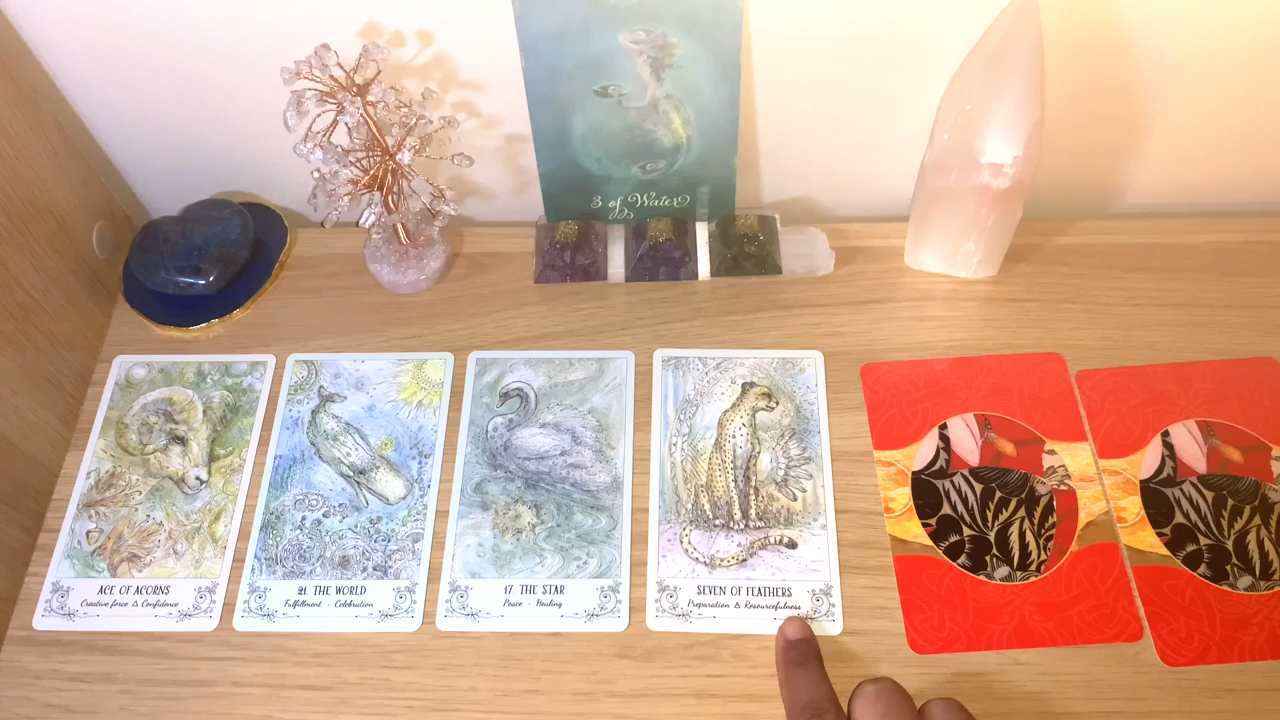 3 of Water
ACE OF ACORNS
Creative force Δ Confidence
21 THE WORLD
Fulfillment · Celebration
17 THE STAR
Peace · Healing
SEVEN OF FEATHERS
Preparation Δ Resourcefulness